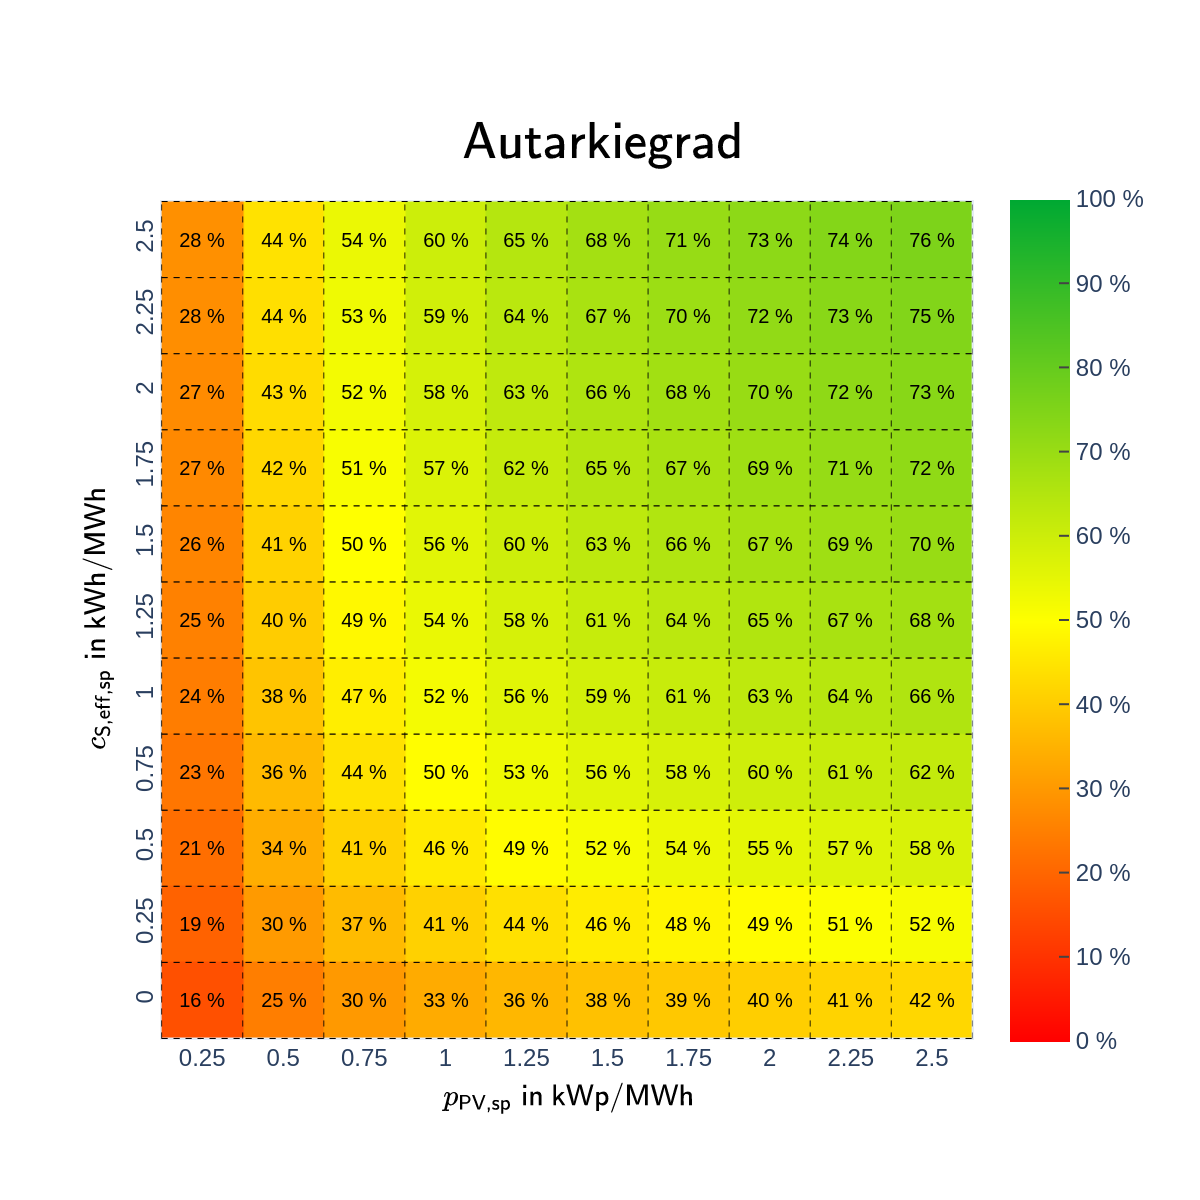 Autarkiegrad
2.5 28 % 44 % 54 % 60 % 65 % 68 % 71 % 73 % 74 % 76 %
2.25 28 % 44 % 53 % 59 % 64 % 67 % 70 % 72 % 73 % 75 %
2 27 % 43 % 52 % 58 % 63 % 66 % 68 % 70 % 72 % 73 %
1.75 27 % 42 % 51 % 57 % 62 % 65 % 67 % 69 % 71 % 72 %
1.5 26 % 41 % 50 % 56 % 60 % 63 % 66 % 67 % 69 % 70 %
1.25 25 % 40 % 49 % 54 % 58 % 61 % 64 % 65 % 67 % 68 %
1 24 % 38 % 47 % 52 % 56 % 59 % 61 % 63 % 64 % 66 %
0.75 23 % 36 % 44 % 50 % 53 % 56 % 58 % 60 % 61 % 62 %
0.5 21 % 34 % 41 % 46 % 49 % 52 % 54 % 55 % 57 % 58 %
0.25 19 % 30 % 37 % 41 % 44 % 46 % 48 % 49 % 51 % 52 %
0 16 % 25 % 30 % 33 % 36 % 38 % 39 % 40 % 41 % 42 %
0.25 0.5 0.75 1 1.25 1.5 1.75 2 2.25 2.5
pPV,sp in kWp/MWh
cS,eff,sp in kWh/MWh
100 %
90 %
80 %
70 %
60 %
50 %
40 %
30 %
20 %
10 %
0 %